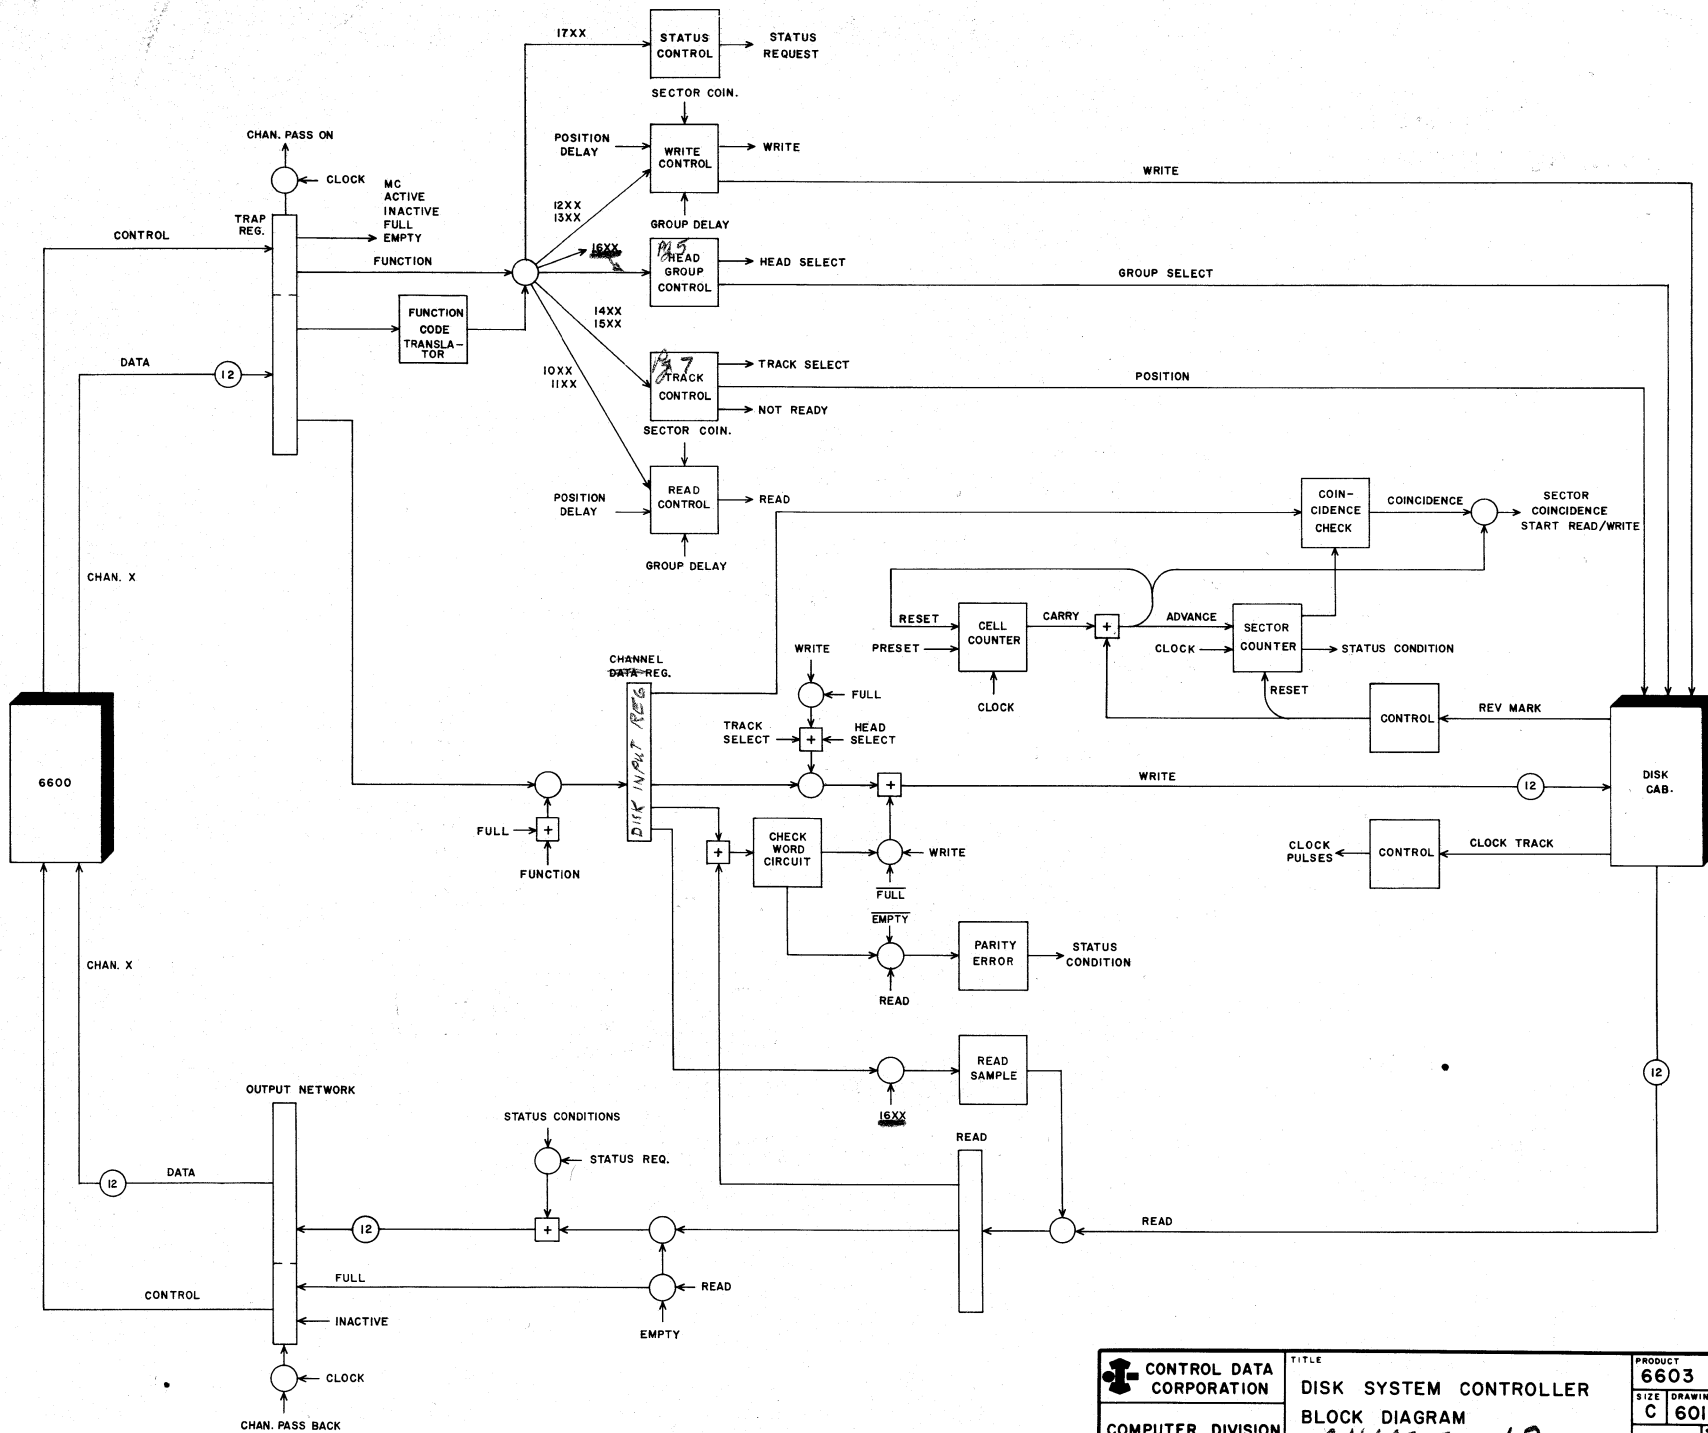 17XX
STATUS
CONTROL
STATUS
REQUEST
SECTOR COIN.
CHAN. PASS ON
POSITION
DELAY
WRITE
CONTROL
WRITE
WRITE
CLOCK
MC
ACTIVE
INACTIVE
FULL
EMPTY
TRAP
REG.
12XX
13XX
GROUP DELAY
CONTROL
FUNCTION
16XX
Pg 5
HEAD
GROUP
CONTROL
HEAD SELECT
GROUP SELECT
FUNCTION
CODE
TRANSLA-
TOR
14XX
15XX
DATA
12
10XX
11XX
Pg 7
TRACK
CONTROL
TRACK SELECT
POSITION
NOT READY
SECTOR COIN.
POSITION
DELAY
READ
CONTROL
READ
GROUP DELAY
COIN-
CIDENCE
CHECK
COINCIDENCE
SECTOR
COINCIDENCE
START READ/WRITE
CHAN. X
RESET
PRESET
CELL
COUNTER
CARRY
+
ADVANCE
CLOCK
SECTOR
COUNTER
STATUS CONDITION
CLOCK
RESET
CONTROL
REV MARK
CHANNEL
DATA REG.
DISK INPUT REG
WRITE
FULL
TRACK
SELECT
+
HEAD
SELECT
6600
+
WRITE
12
DISK
CAB.
FULL
+
FUNCTION
+
CHECK
WORD
CIRCUIT
WRITE
FULL
CLOCK
PULSES
CONTROL
CLOCK TRACK
EMPTY
PARITY
ERROR
STATUS
CONDITION
READ
CHAN. X
READ
SAMPLE
16XX
12
OUTPUT NETWORK
STATUS CONDITIONS
STATUS REQ.
READ
12
DATA
12
+
READ
FULL
READ
CONTROL
INACTIVE
EMPTY
CLOCK
CHAN. PASS BACK
CONTROL DATA
CORPORATION
COMPUTER DIVISION
TITLE
DISK SYSTEM CONTROLLER
BLOCK DIAGRAM
PRODUCT
6603
SIZE
C
DRAWIN
601